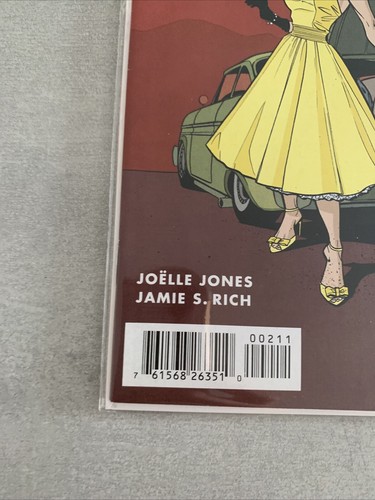 JOËLLE JONES
JAMIE S. RICH
00211
7 61568 26351 0